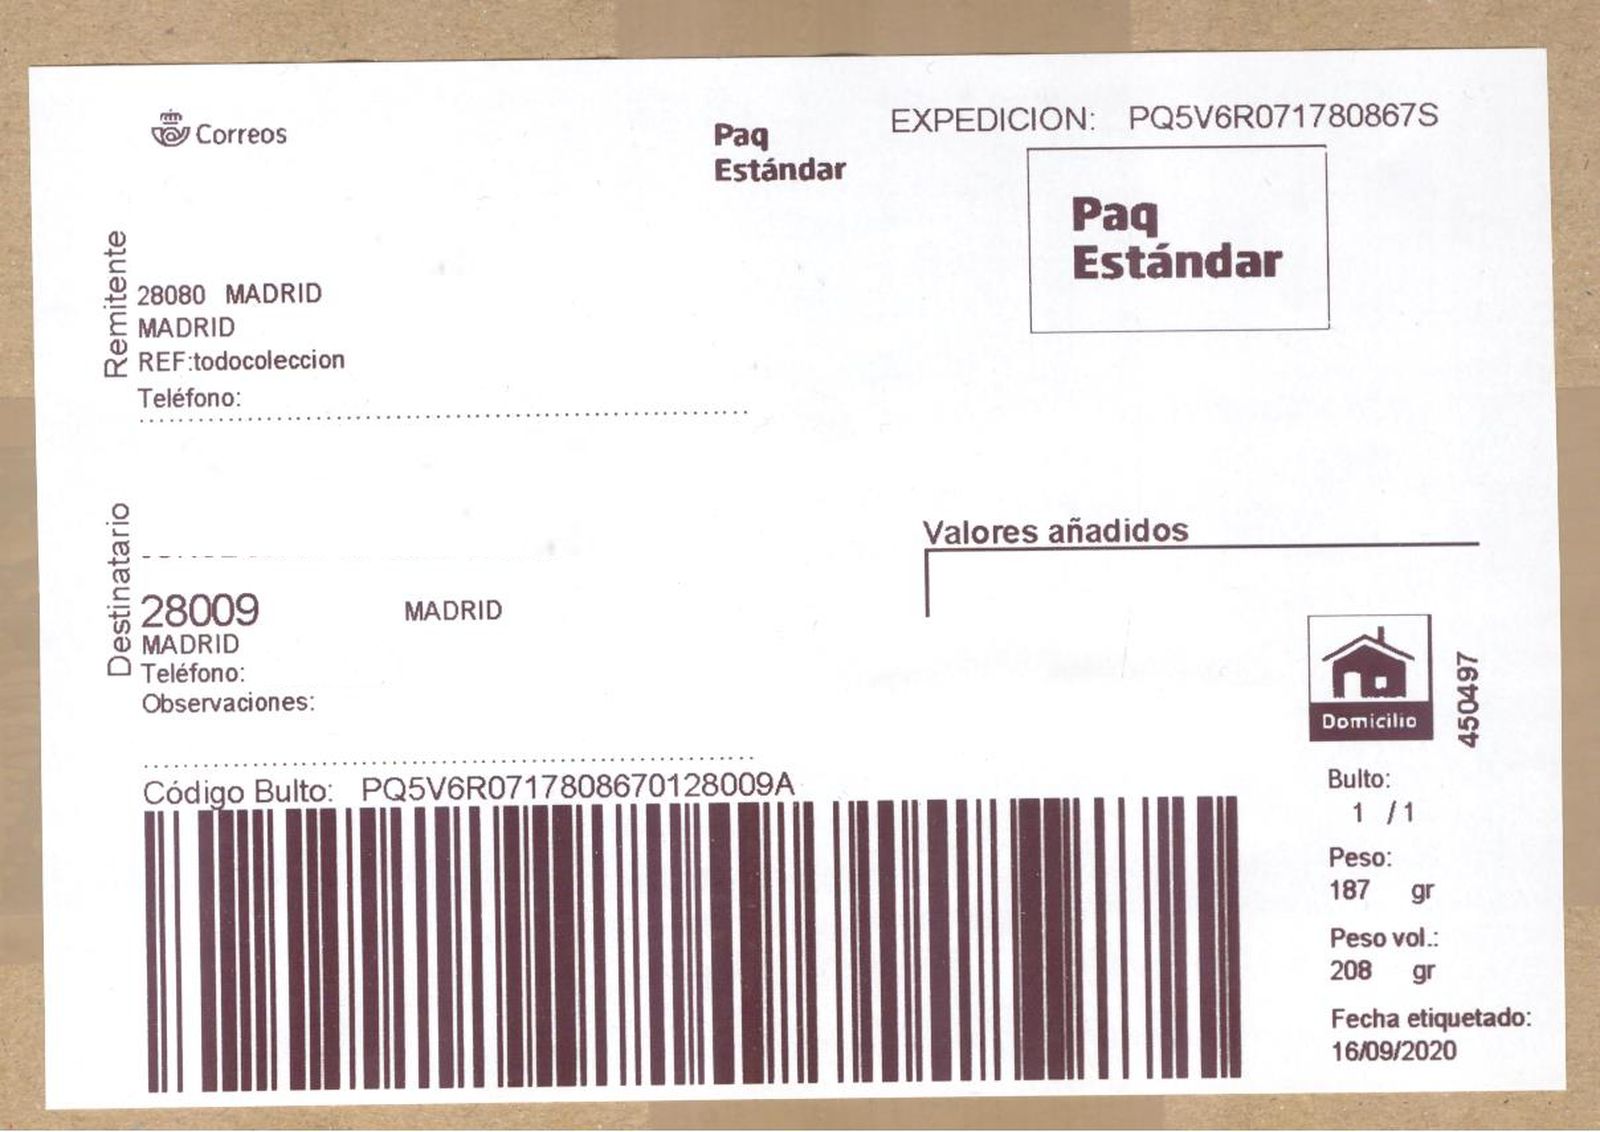 Correos
Paq
Estándar
EXPEDICION: PQ5V6R071780867S
Paq
Estándar
Remitente
28080 MADRID
MADRID
REF:todocoleccion
Teléfono:
Destinatario
28009 MADRID
MADRID
Teléfono:
Observaciones:
Valores añadidos
Domicilio
450497
Código Bulto: PQ5V6R0717808670128009A
Bulto:
1 / 1
Peso:
187 gr
Peso vol.:
208 gr
Fecha etiquetado:
16/09/2020